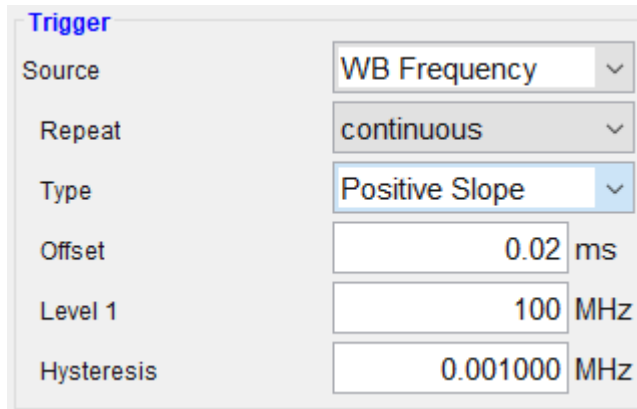 Trigger
Source WB Frequency
Repeat continuous
Type Positive Slope
Offset 0.02 ms
Level 1 100 MHz
Hysteresis 0.001000 MHz